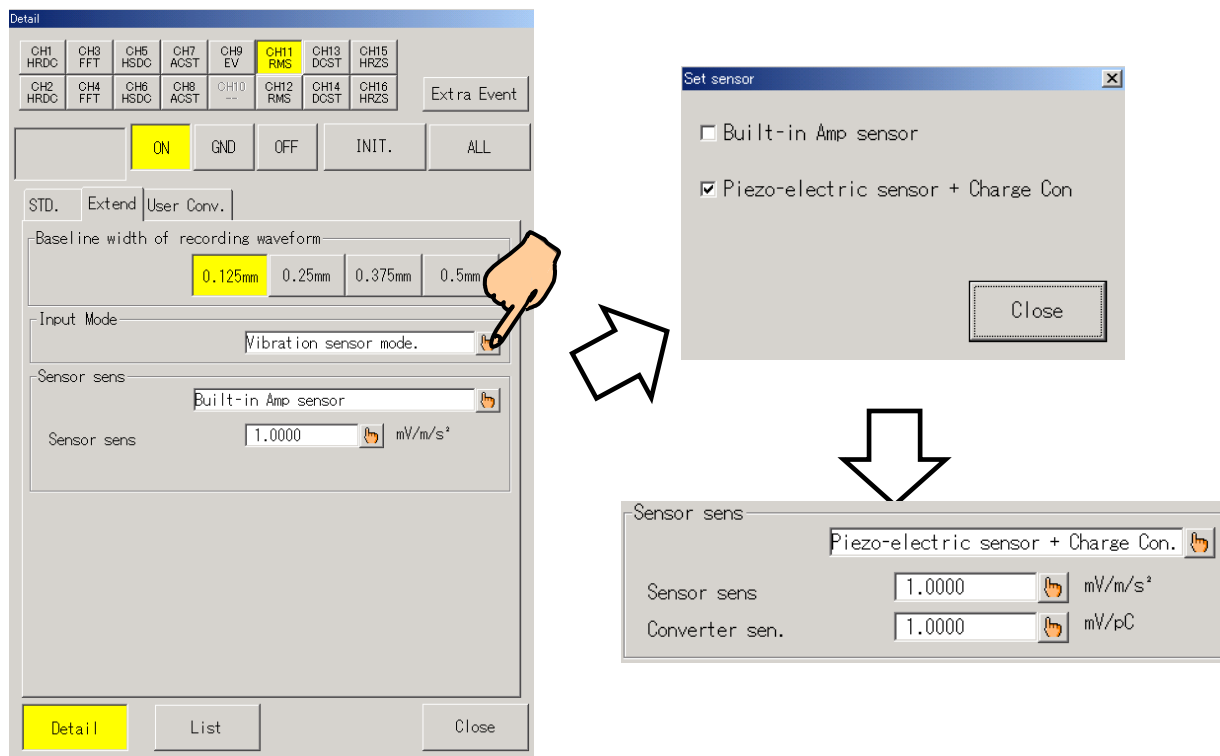 Detail
CH1 HRDC
CH3 FFT
CH5 HSDC
CH7 ACST
CH9 EV
CH11 RMS
CH13 DCST
CH15 HRZS
CH2 HRDC
CH4 FFT
CH6 HSDC
CH8 ACST
CH10 --
CH12 RMS
CH14 DCST
CH16 HRZS
Extra Event
ON
GND
OFF
INIT.
ALL
STD.
Extend
User Conv.
Baseline width of recording waveform
0.125mm
0.25mm
0.375mm
0.5mm
Input Mode
Vibration sensor mode.
Sensor sens
Built-in Amp sensor
Sensor sens 1.0000 mV/m/s²
Detail
List
Close
Set sensor
Built-in Amp sensor
Piezo-electric sensor + Charge Con
Close
Sensor sens
Piezo-electric sensor + Charge Con.
Sensor sens 1.0000 mV/m/s²
Converter sen. 1.0000 mV/pC